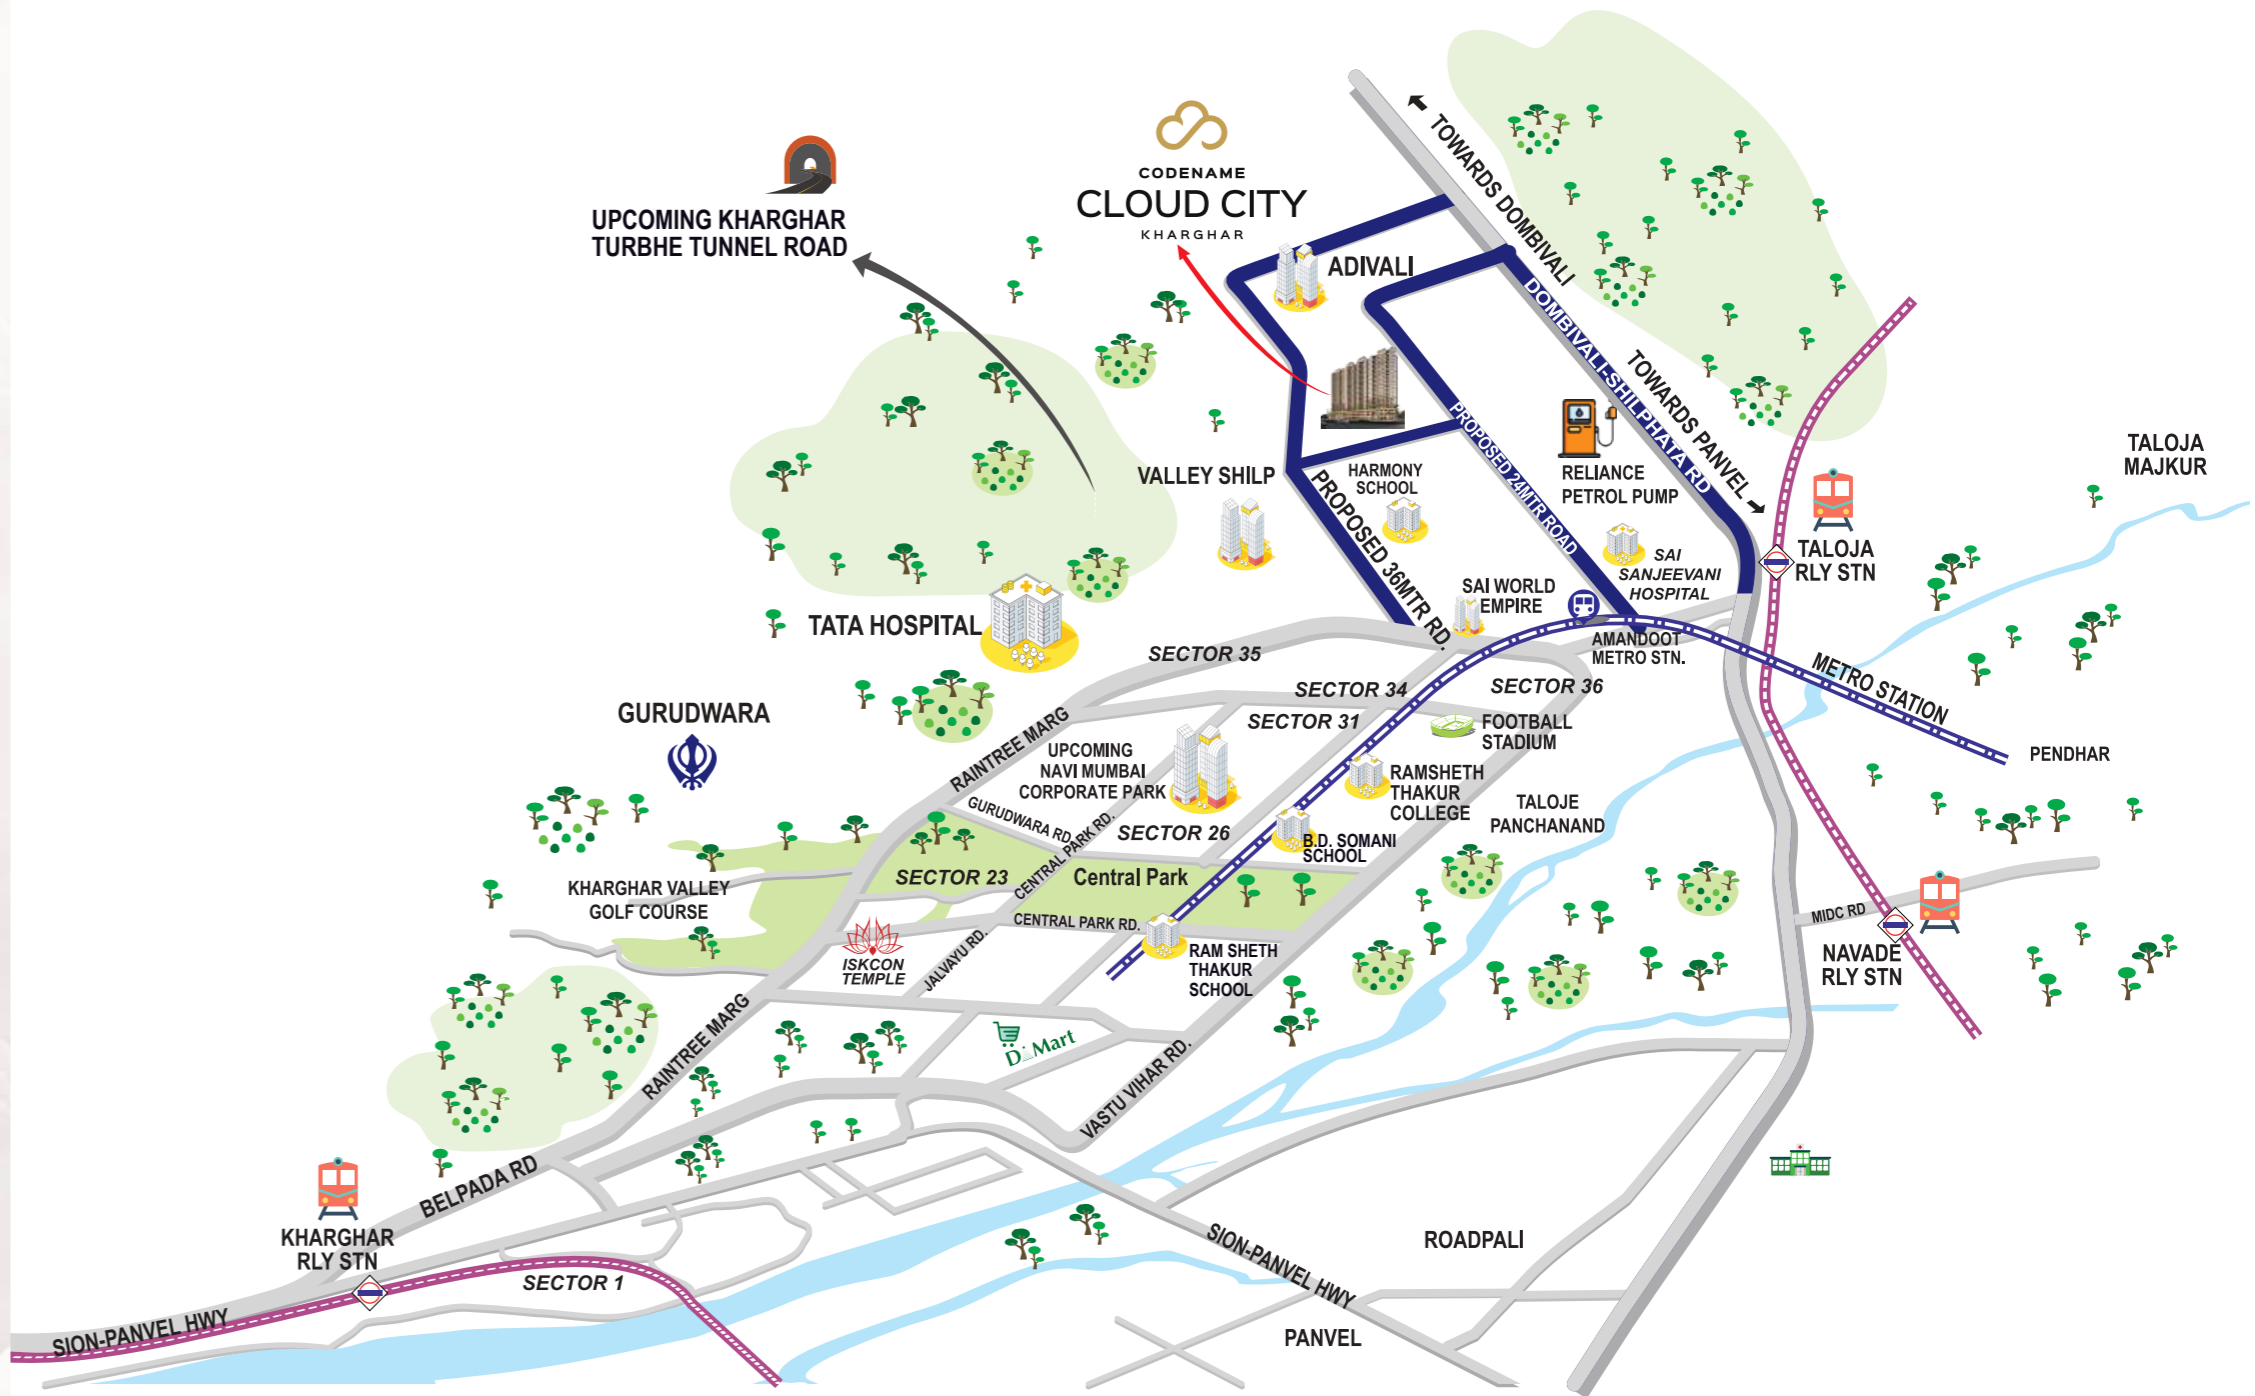 CODENAME
CLOUD CITY
KHARGHAR
UPCOMING KHARGHAR
TURBHE TUNNEL ROAD
TOWARDS DOMBIVALI
ADIVALI
DOMBIVALI-SHILPHATA RD
TOWARDS PANVEL
PROPOSED 24MTR ROAD
RELIANCE
PETROL PUMP
TALOJA
MAJKUR
VALLEY SHILP
HARMONY
SCHOOL
PROPOSED 36MTR RD.
SAI
SANJEEVANI
HOSPITAL
TALOJA
RLY STN
SAI WORLD
EMPIRE
TATA HOSPITAL
AMANDOOT
METRO STN.
SECTOR 35
SECTOR 34
SECTOR 36
METRO STATION
PENDHAR
GURUDWARA
SECTOR 31
FOOTBALL
STADIUM
RAINTREE MARG
UPCOMING
NAVI MUMBAI
CORPORATE PARK
RAMSHETH
THAKUR
COLLEGE
TALOJE
PANCHANAND
GURUDWARA RD.
CENTRAL PARK RD.
SECTOR 26
B.D. SOMANI
SCHOOL
SECTOR 23
Central Park
KHARGHAR VALLEY
GOLF COURSE
CENTRAL PARK RD.
MIDC RD
ISKCON
TEMPLE
JALVAYU RD.
RAM SHETH
THAKUR
SCHOOL
NAVADE
RLY STN
RAINTREE MARG
D Mart
VASTU VIHAR RD.
BELPADA RD
KHARGHAR
RLY STN
SECTOR 1
SION-PANVEL HWY
SION-PANVEL HWY
ROADPALI
PANVEL